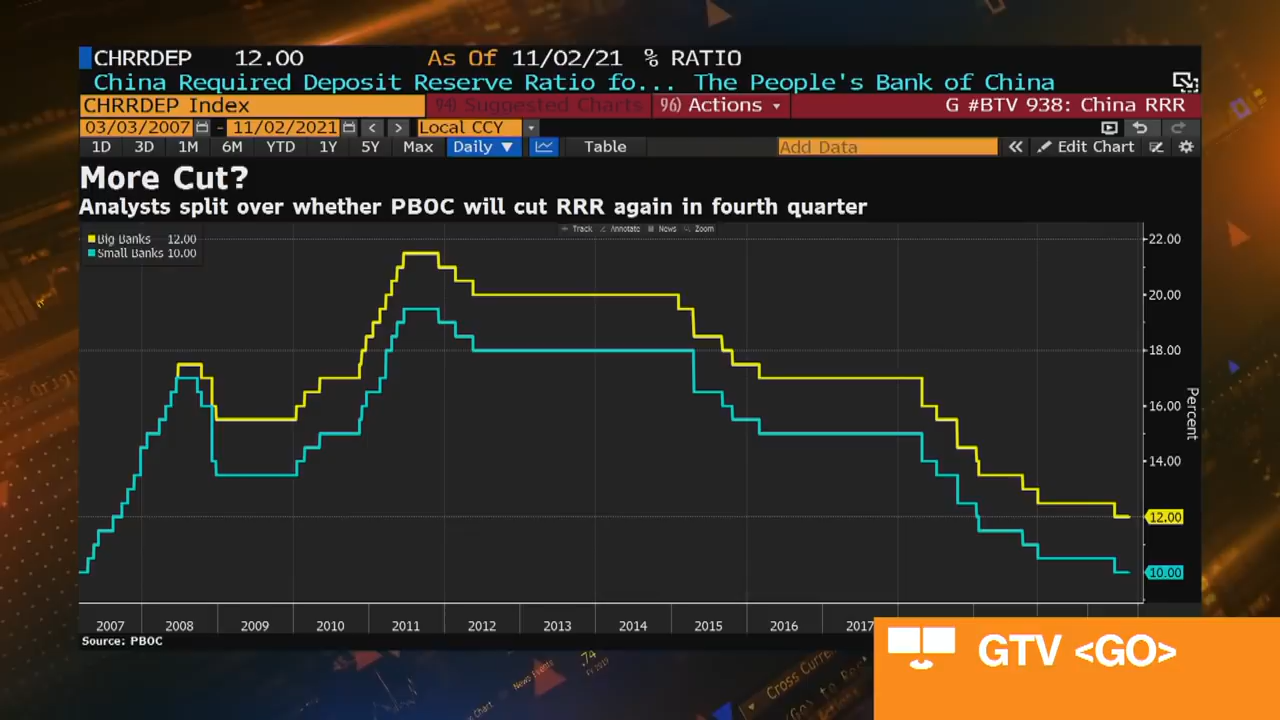 CHRRDEP 12.00 As Of 11/02/21 % RATIO
China Required Deposit Reserve Ratio fo... The People's Bank of China
CHRRDEP Index 94) Suggested Charts 96) Actions G #BTV 938: China RRR
03/03/2007 - 11/02/2021 < > Local CCY
1D 3D 1M 6M YTD 1Y 5Y Max Daily ▼ Table Add Data « Edit Chart
More Cut?
Analysts split over whether PBOC will cut RRR again in fourth quarter
Track Annotate News Zoom
Big Banks 12.00
Small Banks 10.00
22.00
20.00
18.00
16.00
14.00
12.00
10.00
Percent
2007 2008 2009 2010 2011 2012 2013 2014 2015 2016 2017
Source: PBOC
GTV <GO>
.74
News Events
Cross Curre